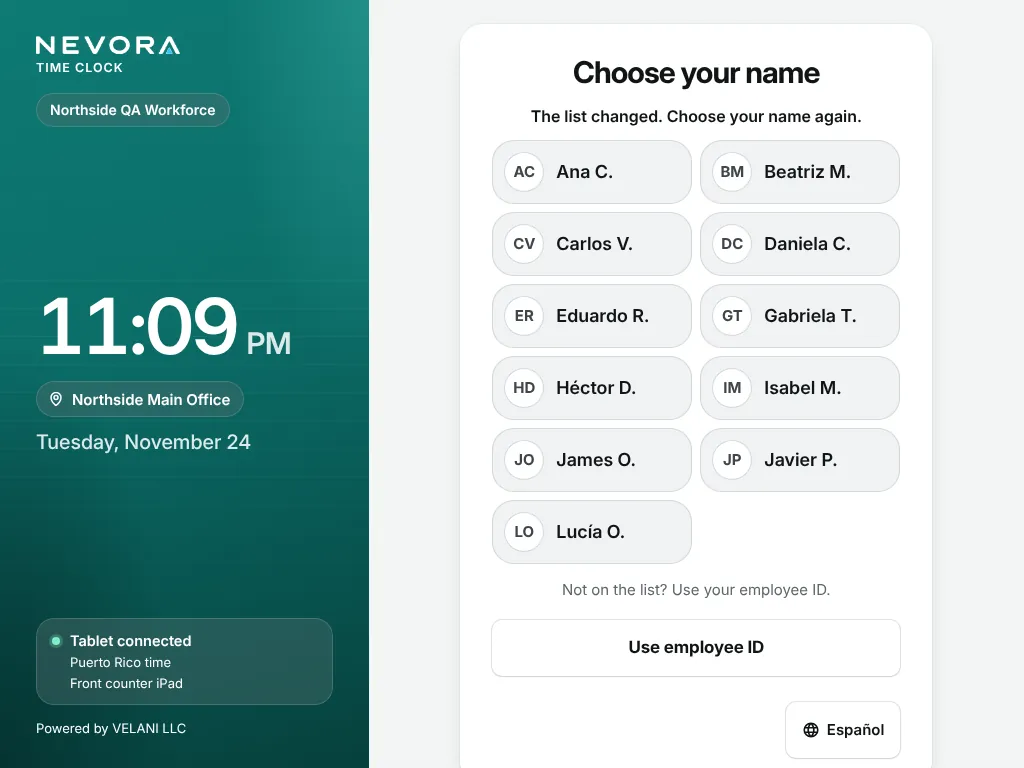 NEVORA
TIME CLOCK
Northside QA Workforce
11:09 PM
Northside Main Office
Tuesday, November 24
Tablet connected
Puerto Rico time
Front counter iPad
Powered by VELANI LLC
Choose your name
The list changed. Choose your name again.
AC Ana C.
BM Beatriz M.
CV Carlos V.
DC Daniela C.
ER Eduardo R.
GT Gabriela T.
HD Héctor D.
IM Isabel M.
JO James O.
JP Javier P.
LO Lucía O.
Not on the list? Use your employee ID.
Use employee ID
Español